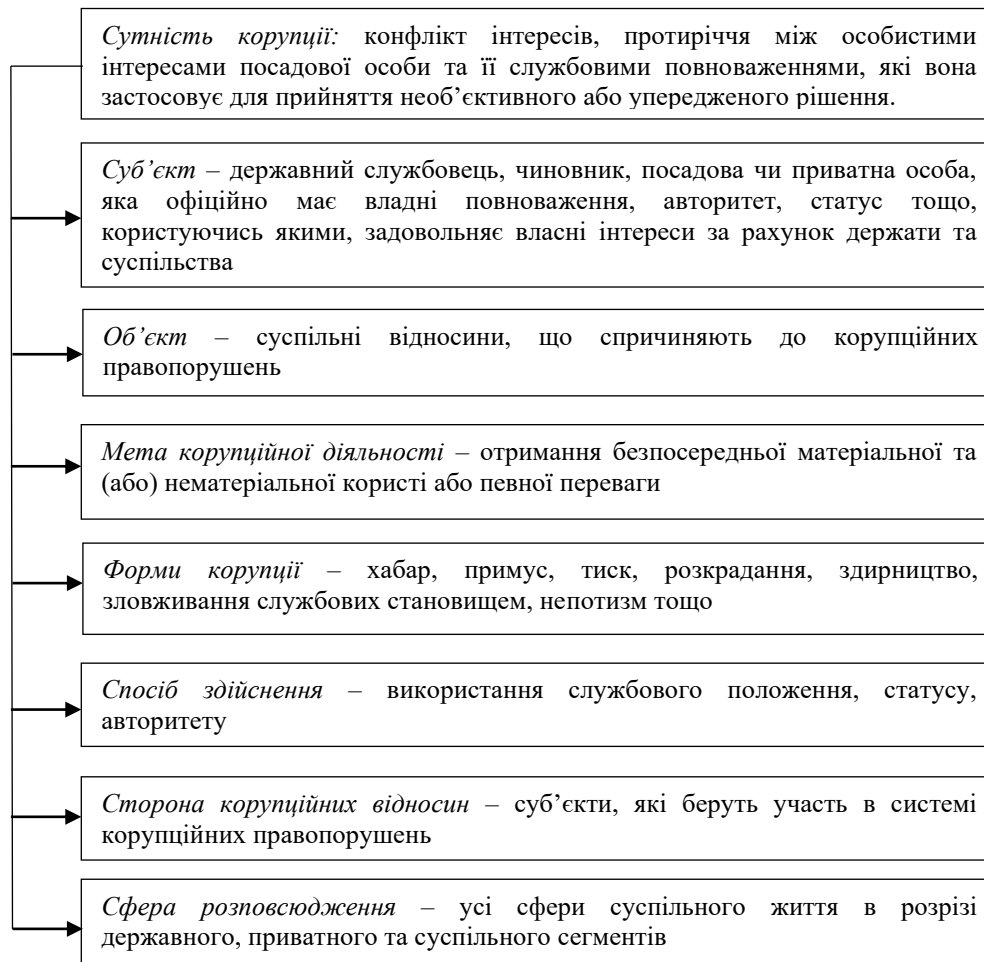 Сутність корупції: конфлікт інтересів, протиріччя між особистими
інтересами посадової особи та її службовими повноваженнями, які вона
застосовує для прийняття необ’єктивного або упередженого рішення.
Суб’єкт – державний службовець, чиновник, посадова чи приватна особа,
яка офіційно має владні повноваження, авторитет, статус тощо,
користуючись якими, задовольняє власні інтереси за рахунок держати та
суспільства
Об’єкт – суспільні відносини, що спричиняють до корупційних
правопорушень
Мета корупційної діяльності – отримання безпосередньої матеріальної та
(або) нематеріальної користі або певної переваги
Форми корупції – хабар, примус, тиск, розкрадання, здирництво,
зловживання службових становищем, непотизм тощо
Спосіб здійснення – використання службового положення, статусу,
авторитету
Сторона корупційних відносин – суб’єкти, які беруть участь в системі
корупційних правопорушень
Сфера розповсюдження – усі сфери суспільного життя в розрізі
державного, приватного та суспільного сегментів